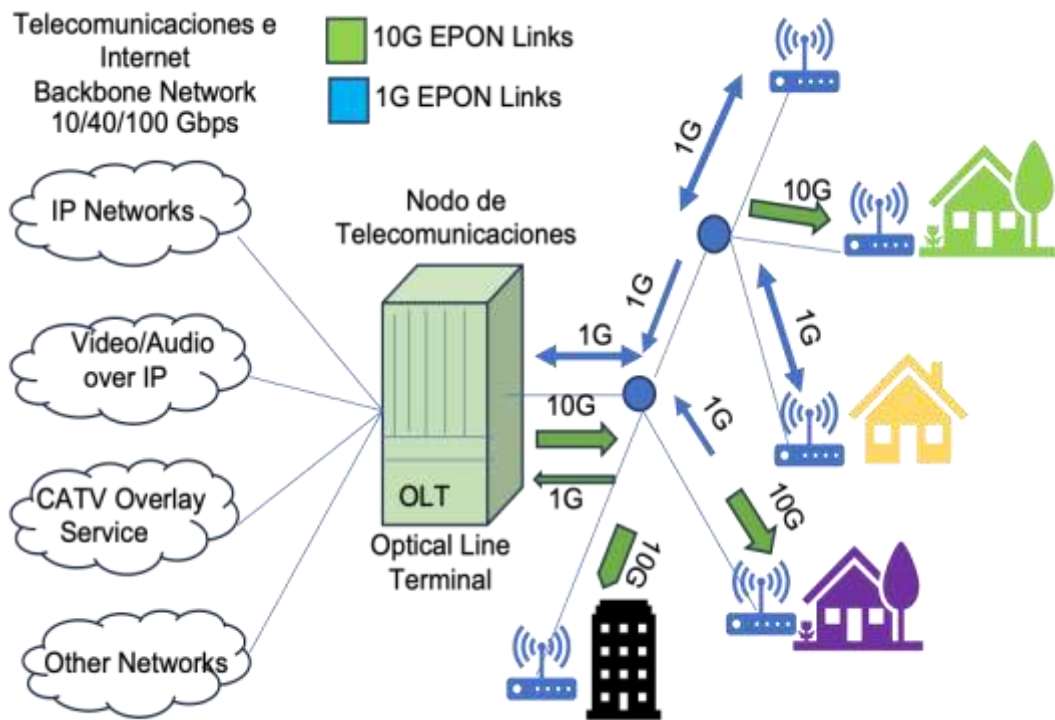 Telecomunicaciones e
Internet
Backbone Network
10/40/100 Gbps
10G EPON Links
1G EPON Links
IP Networks
Video/Audio
over IP
CATV Overlay
Service
Other Networks
Nodo de
Telecomunicaciones
OLT
Optical Line
Terminal
1G
10G
1G
1G
1G
10G
1G
1G
10G
10G